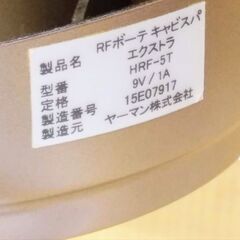 製品名 RFボーテ キャビスパ
エクストラ
型番 HRF-5T
定格 9V / 1A
製造番号 15E07917
製造元 ヤーマン株式会社